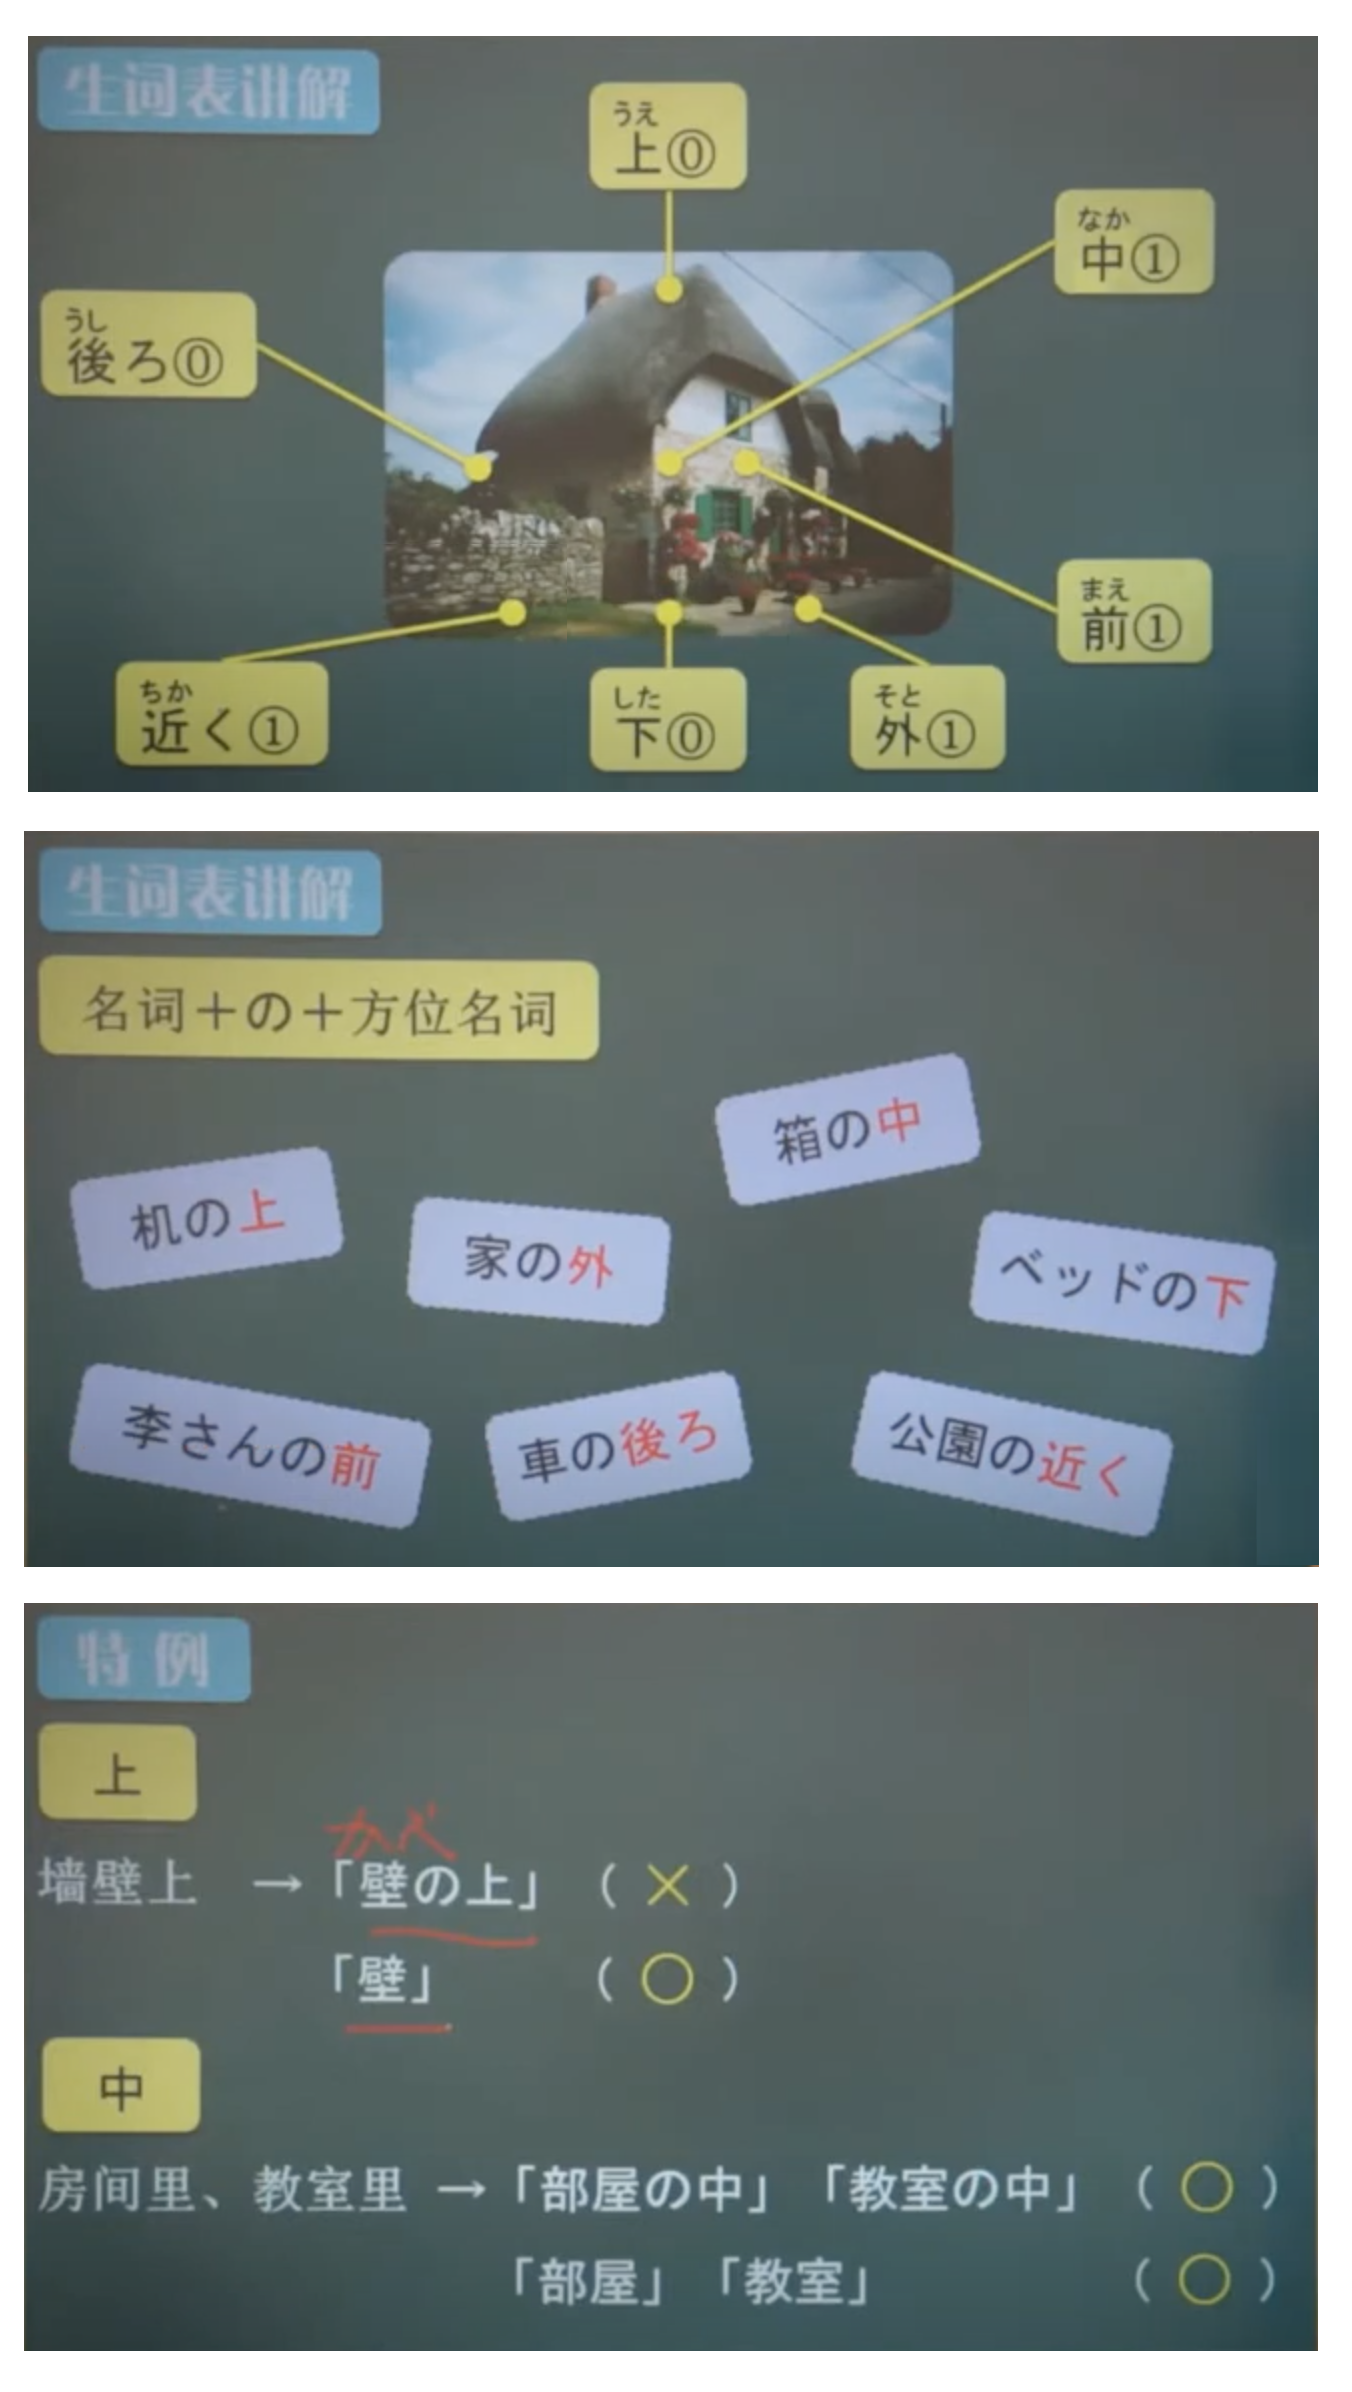 生词表讲解
うえ
上⓪
なか
中①
うし
後ろ⓪
まえ
前①
ちか
近く①
した
下⓪
そと
外①
生词表讲解
名词＋の＋方位名词
箱の中
机の上
家の外
ベッドの下
李さんの前
車の後ろ
公園の近く
特 例
上
かべ
墙壁上 →「壁の上」（ × ）
「壁」（ ○ ）
中
房间里、教室里 →「部屋の中」「教室の中」（ ○ ）
「部屋」「教室」（ ○ ）